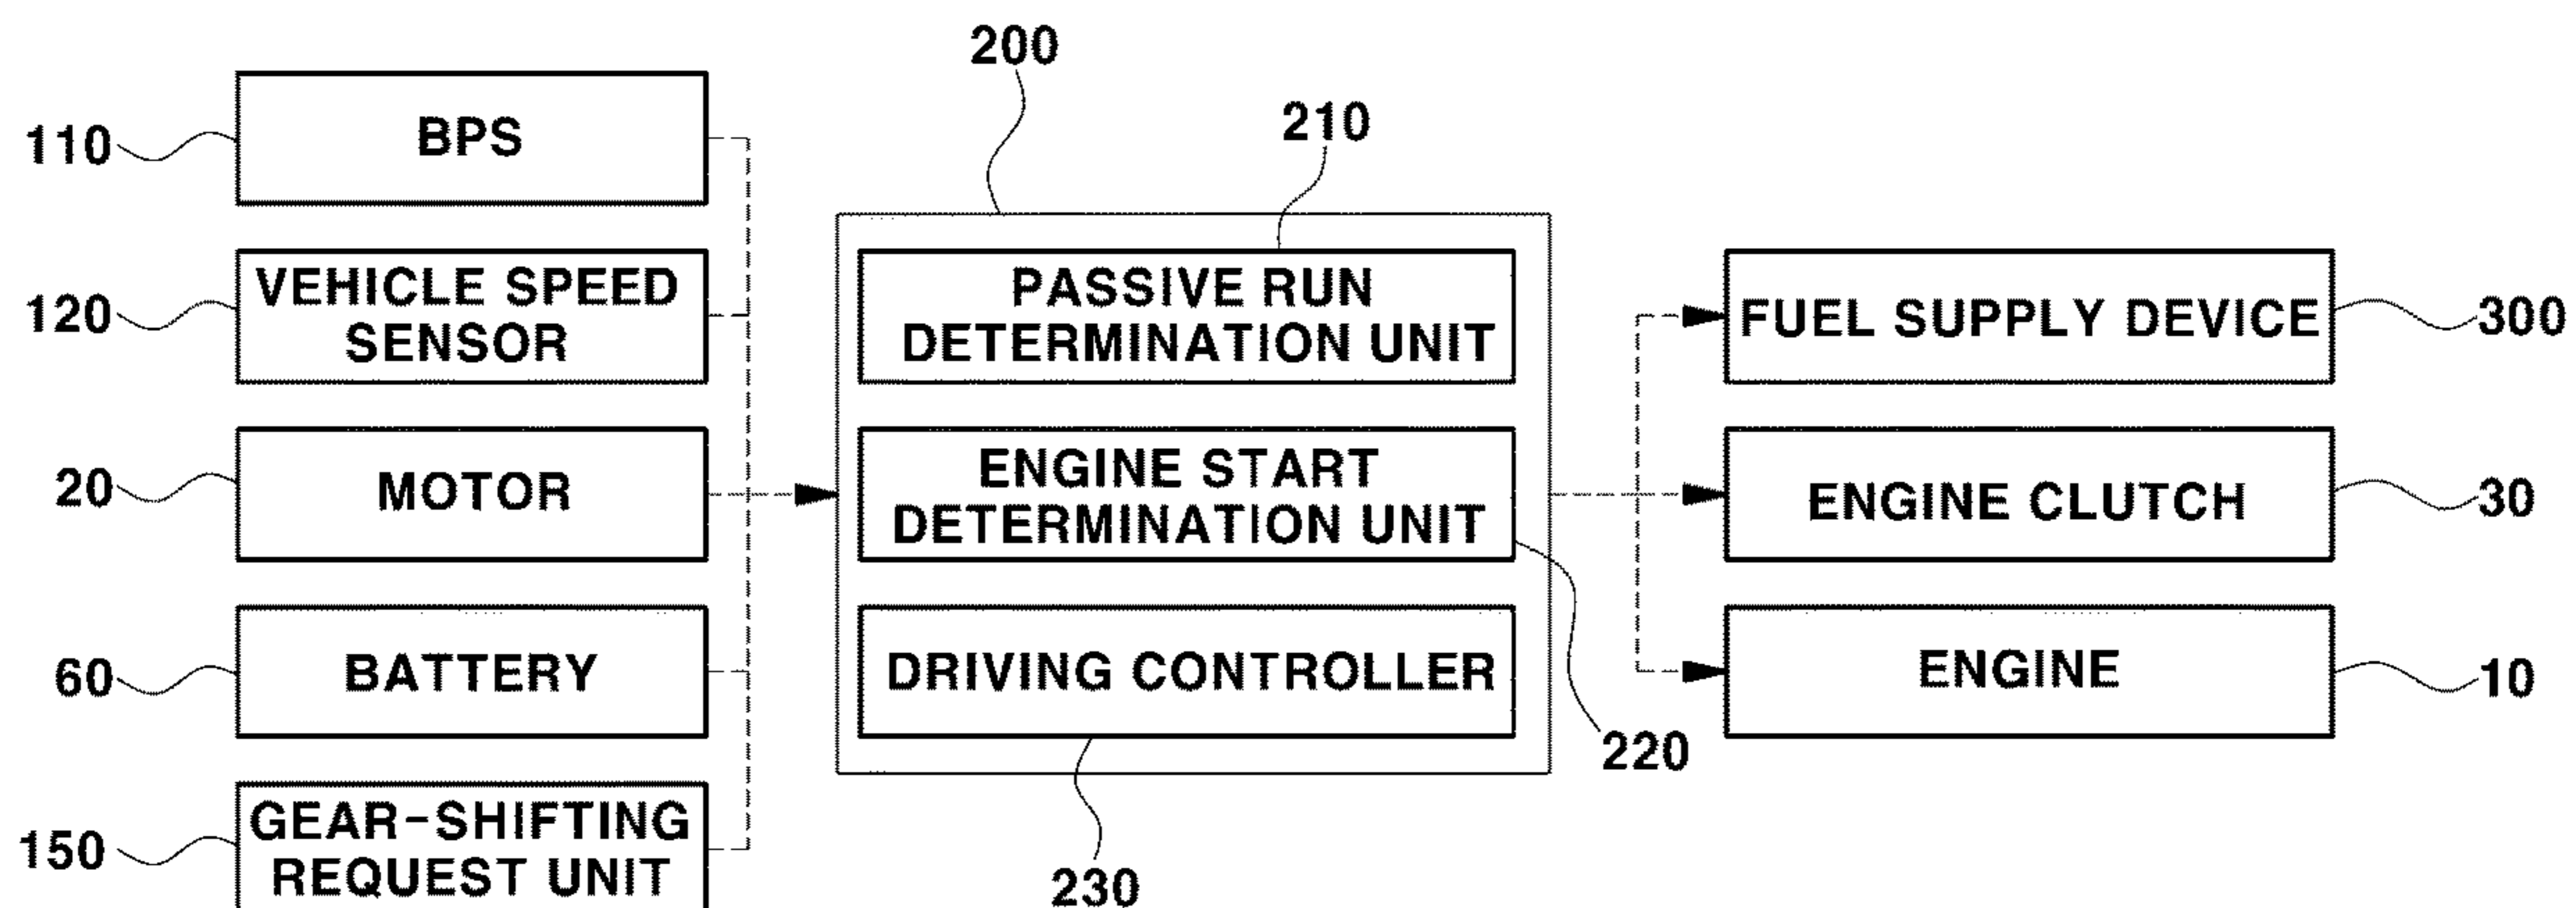 200
110
BPS
210
120
VEHICLE SPEED
SENSOR
PASSIVE RUN
DETERMINATION UNIT
FUEL SUPPLY DEVICE
300
20
MOTOR
ENGINE START
DETERMINATION UNIT
ENGINE CLUTCH
30
60
BATTERY
DRIVING CONTROLLER
220
ENGINE
10
150
GEAR-SHIFTING
REQUEST UNIT
230